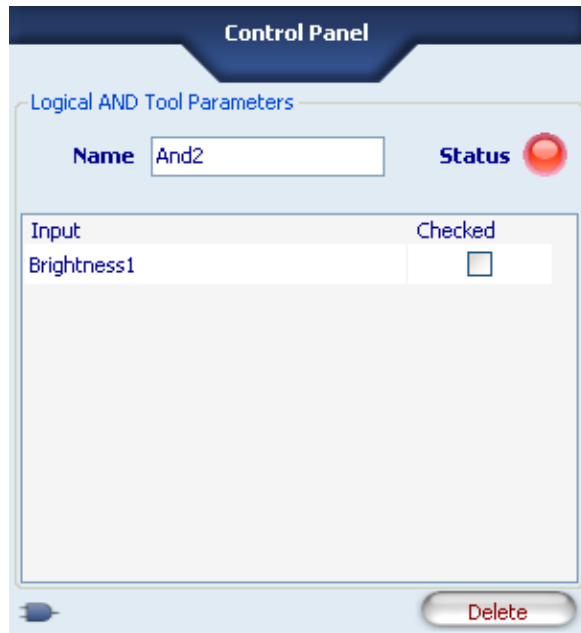 Control Panel
Logical AND Tool Parameters
Name And2 Status
Input Checked
Brightness1
Delete